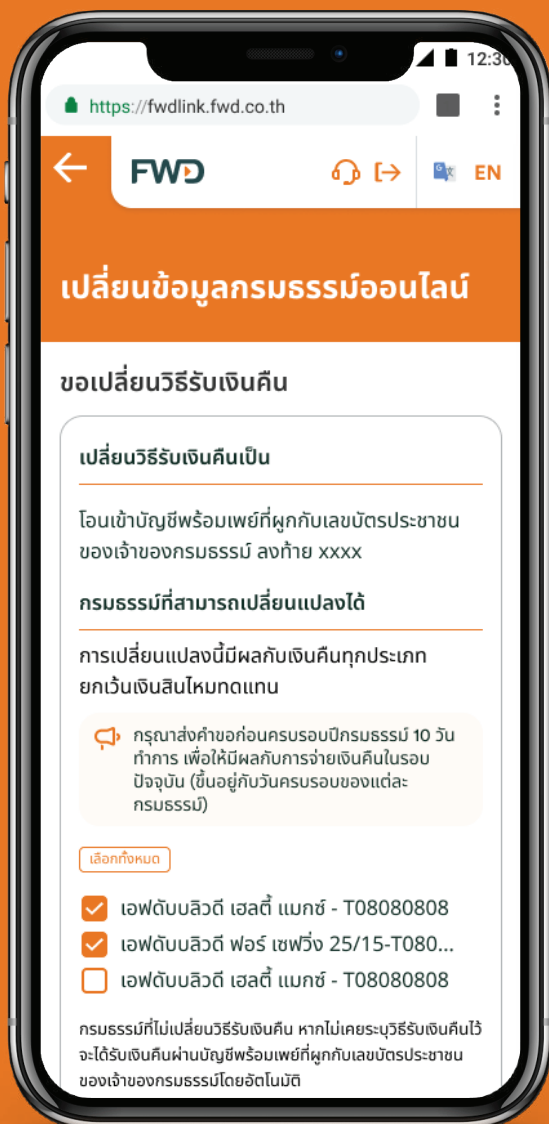 12:30
https://fwdlink.fwd.co.th
FWD
EN
เปลี่ยนข้อมูลกรมธรรม์ออนไลน์
ขอเปลี่ยนวิธีรับเงินคืน
เปลี่ยนวิธีรับเงินคืนเป็น
โอนเข้าบัญชีพร้อมเพย์ที่ผูกกับเลขบัตรประชาชน
ของเจ้าของกรมธรรม์ ลงท้าย xxxx
กรมธรรม์ที่สามารถเปลี่ยนแปลงได้
การเปลี่ยนแปลงนี้มีผลกับเงินคืนทุกประเภท
ยกเว้นเงินสินไหมทดแทน
กรุณาส่งคำขอก่อนครบรอบปีกรมธรรม์ 10 วัน
ทำการ เพื่อให้มีผลกับการจ่ายเงินคืนในรอบ
ปัจจุบัน (ขึ้นอยู่กับวันครบรอบของแต่ละ
กรมธรรม์)
เลือกทั้งหมด
เอฟดับบลิวดี เฮลตี้ แมกซ์ - T08080808
เอฟดับบลิวดี ฟอร์ เซฟวิ่ง 25/15-T080...
เอฟดับบลิวดี เฮลตี้ แมกซ์ - T08080808
กรมธรรม์ที่ไม่เปลี่ยนวิธีรับเงินคืน หากไม่เคยระบุวิธีรับเงินคืนไว้
จะได้รับเงินคืนผ่านบัญชีพร้อมเพย์ที่ผูกกับเลขบัตรประชาชน
ของเจ้าของกรมธรรม์โดยอัตโนมัติ